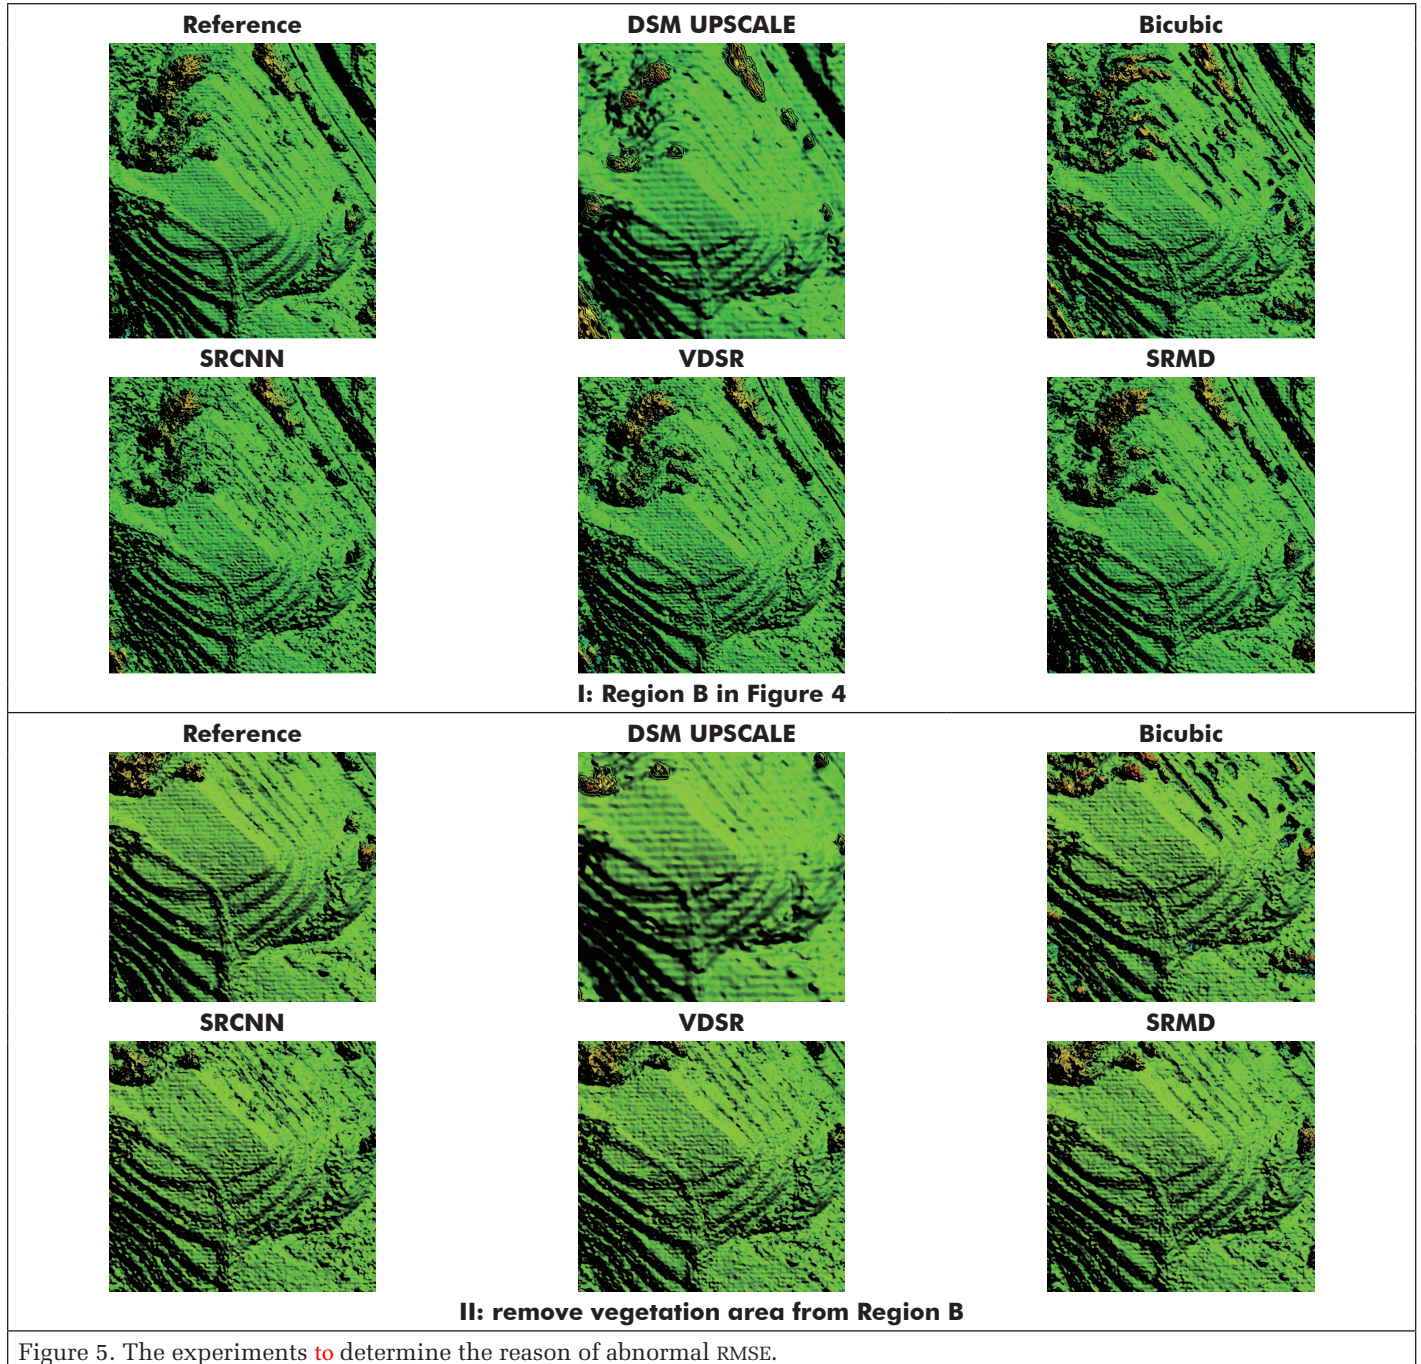 Reference DSM UPSCALE Bicubic
SRCNN VDSR SRMD
I: Region B in Figure 4
Reference DSM UPSCALE Bicubic
SRCNN VDSR SRMD
II: remove vegetation area from Region B
Figure 5. The experiments to determine the reason of abnormal RMSE.